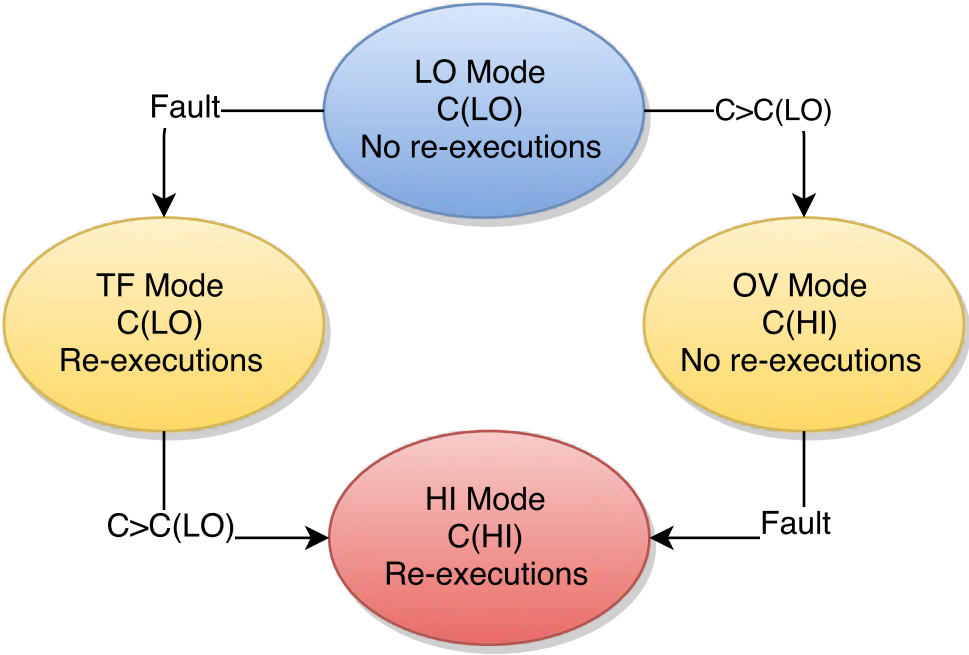 LO Mode
C(LO)
No re-executions
Fault
C>C(LO)
TF Mode
C(LO)
Re-executions
OV Mode
C(HI)
No re-executions
C>C(LO)
HI Mode
C(HI)
Re-executions
Fault